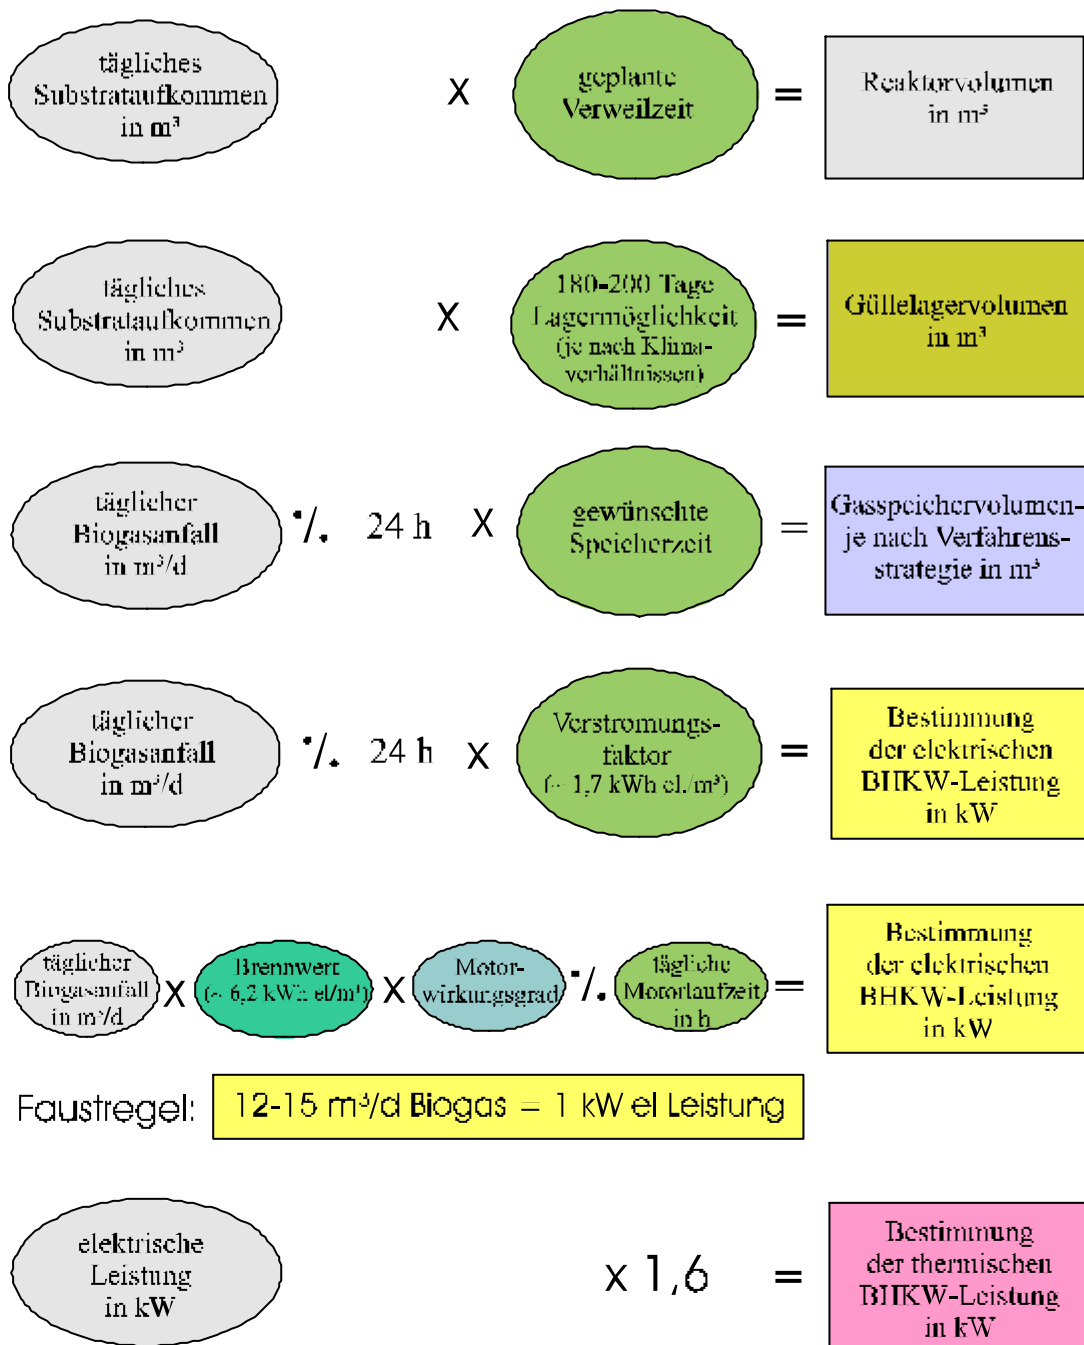 tägliches
Substrataufkommen
in m³
x
geplante
Verweilzeit
=
Reaktorvolumen
in m³
tägliches
Substrataufkommen
in m³
x
180-200 Tage
Lagermöglichkeit
(je nach Klima-
verhältnissen)
=
Güllelagervolumen
in m³
täglicher
Biogasanfall
in m³/d
·/. 24 h x
gewünschte
Speicherzeit
=
Gasspeichervolumen-
je nach Verfahrens-
strategie in m³
täglicher
Biogasanfall
in m³/d
·/. 24 h x
Verstromungs-
faktor
(~ 1,7 kWh el./m³)
=
Bestimmung
der elektrischen
BHKW-Leistung
in kW
täglicher
Biogasanfall
in m³/d
x
Brennwert
(~ 6,2 kWh el/m³)
x
Motor-
wirkungsgrad
·/.
tägliche
Motorlaufzeit
in h
=
Bestimmung
der elektrischen
BHKW-Leistung
in kW
Faustregel: 12-15 m³/d Biogas = 1 kW el Leistung
elektrische
Leistung
in kW
x 1,6 =
Bestimmung
der thermischen
BHKW-Leistung
in kW